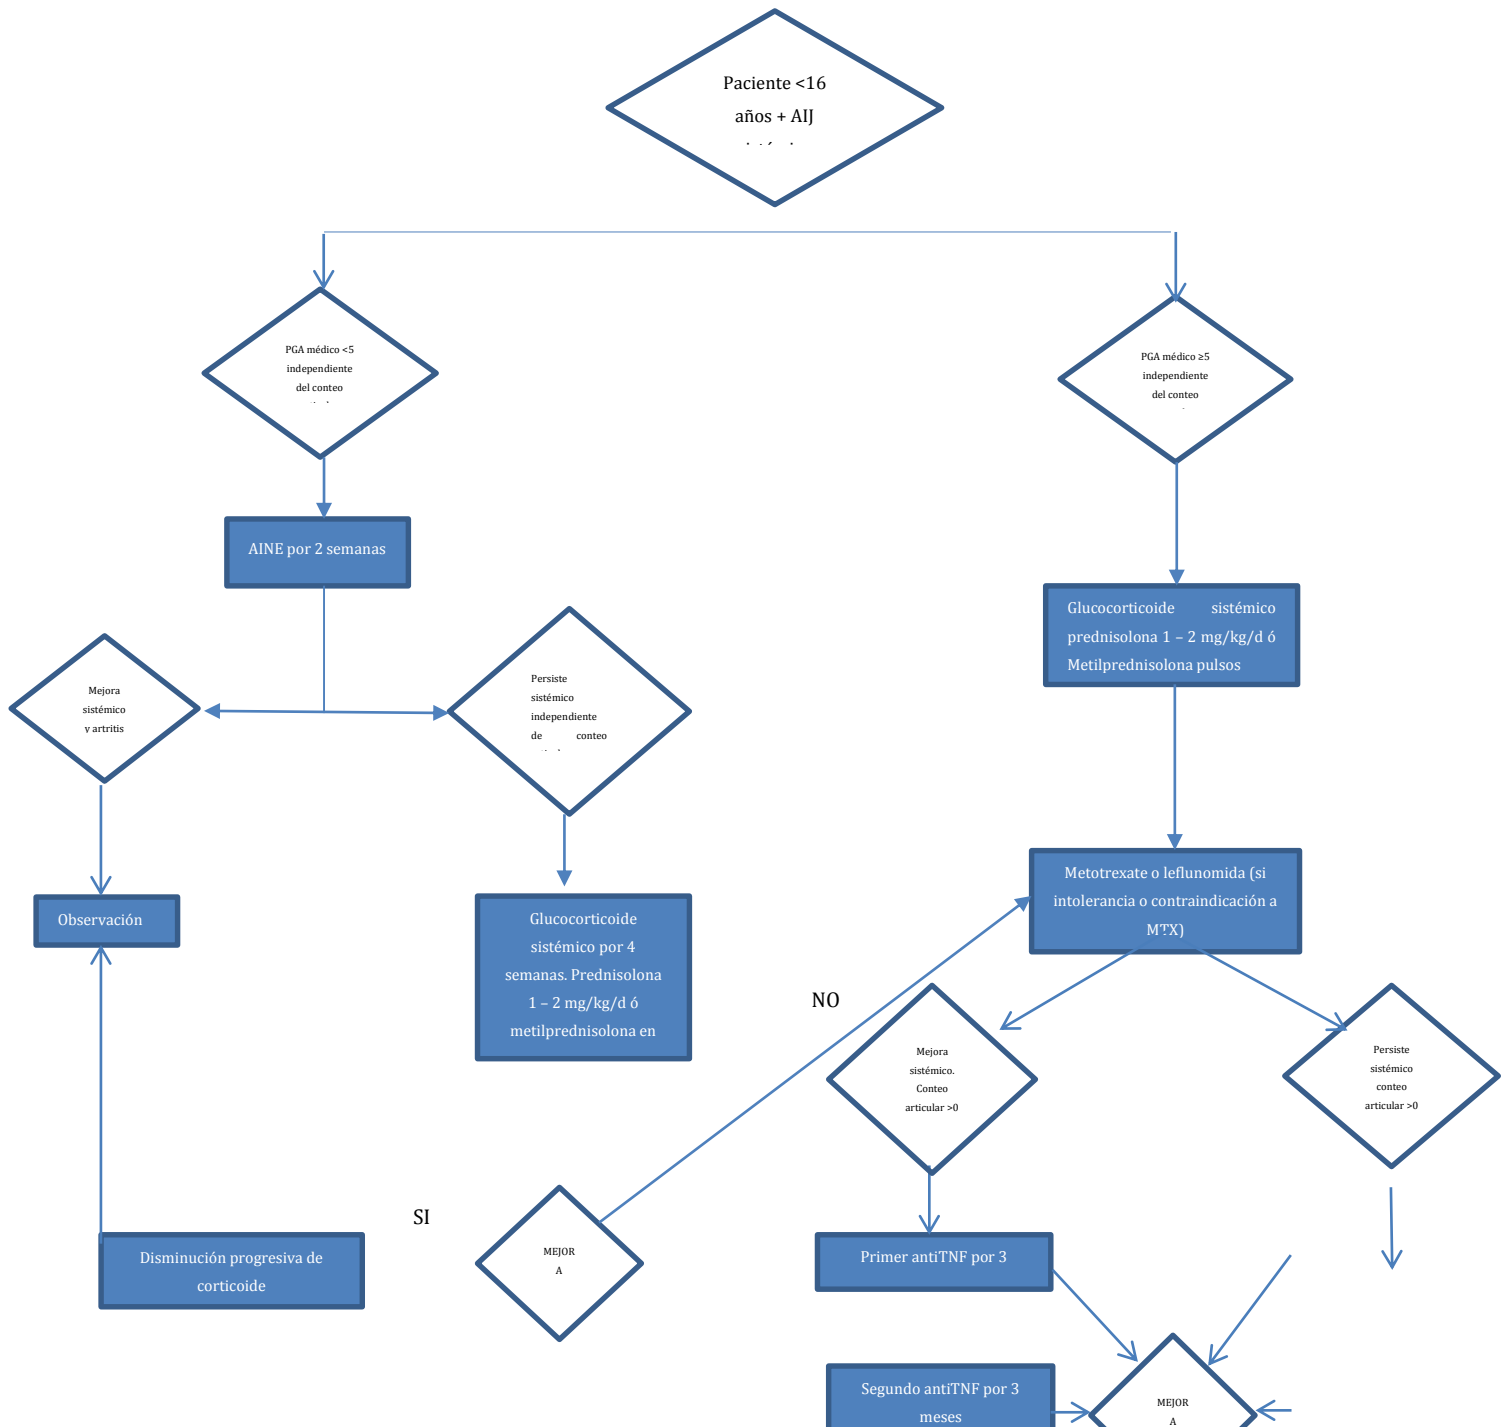 Paciente <16
años + AIJ
PGA médico <5
independiente
del conteo
PGA médico ≥5
independiente
del conteo
AINE por 2 semanas
Glucocorticoide sistémico
prednisolona 1 – 2 mg/kg/d ó
Metilprednisolona pulsos
Mejora
sistémico
y artritis
Persiste
sistémico
independiente
de conteo
Metotrexate o leflunomida (si
intolerancia o contraindicación a
MTX)
Observación
Glucocorticoide
sistémico por 4
semanas. Prednisolona
1 – 2 mg/kg/d ó
metilprednisolona en
NO
Mejora
sistémico.
Conteo
articular >0
Persiste
sistémico
conteo
articular >0
SI
MEJOR
A
Disminución progresiva de
corticoide
Primer antiTNF por 3
Segundo antiTNF por 3
meses
MEJOR
A